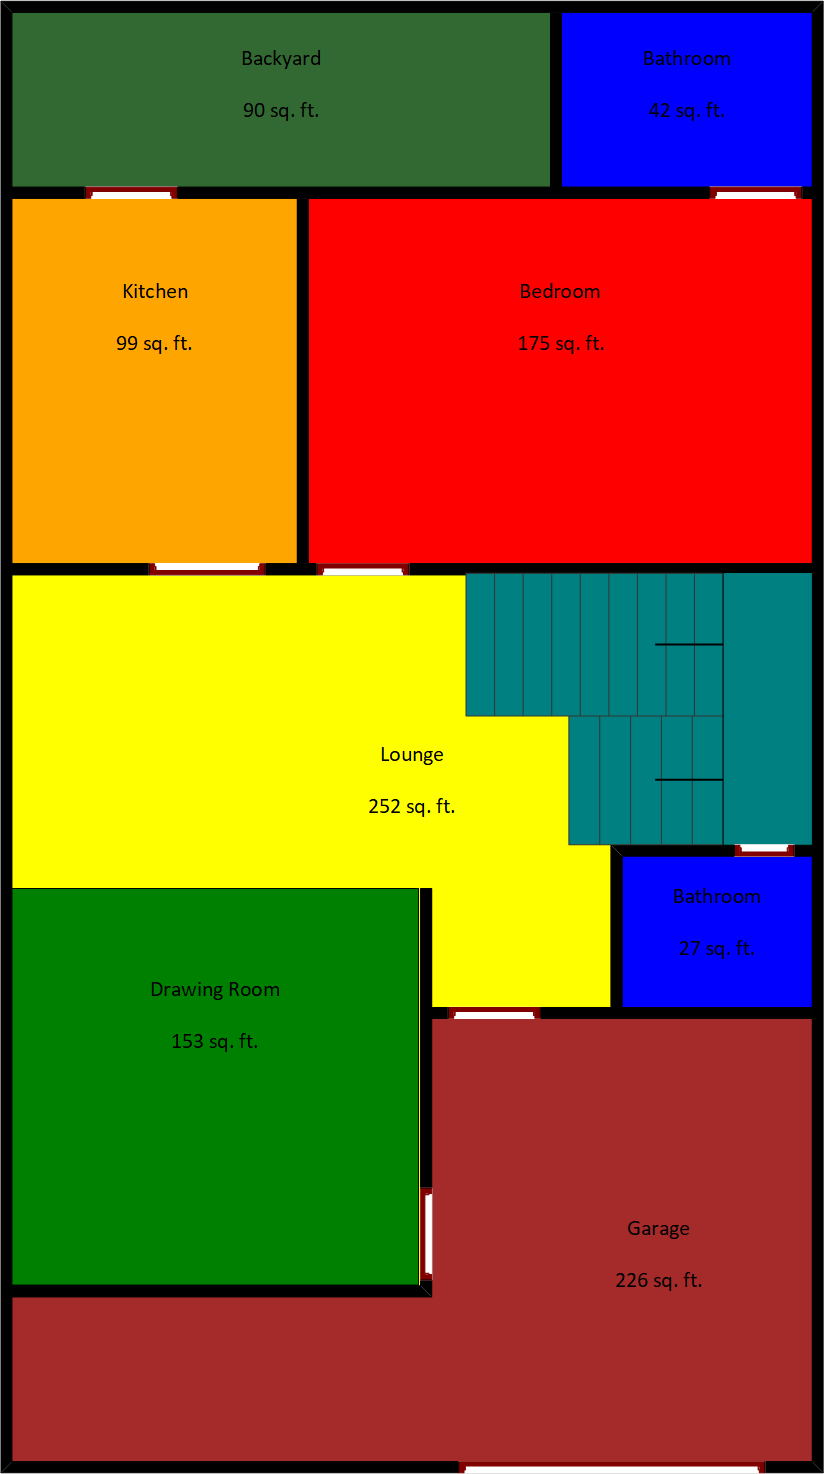 Backyard
90 sq. ft.
Bathroom
42 sq. ft.
Kitchen
99 sq. ft.
Bedroom
175 sq. ft.
Lounge
252 sq. ft.
Bathroom
27 sq. ft.
Drawing Room
153 sq. ft.
Garage
226 sq. ft.